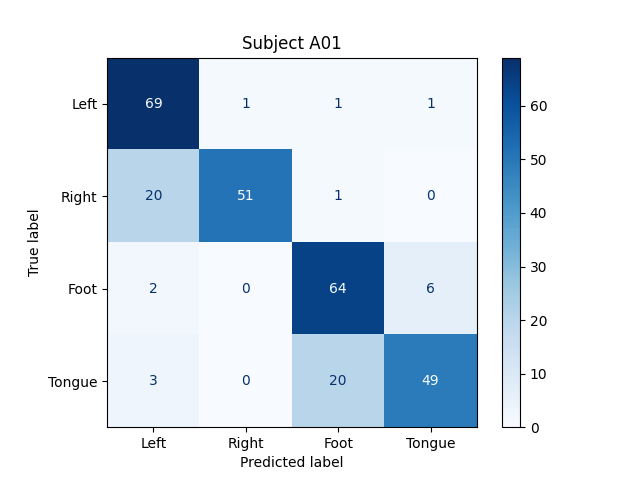 Subject A01
True label
Left 69 1 1 1
Right 20 51 1 0
Foot 2 0 64 6
Tongue 3 0 20 49
Left Right Foot Tongue
Predicted label
60
50
40
30
20
10
0